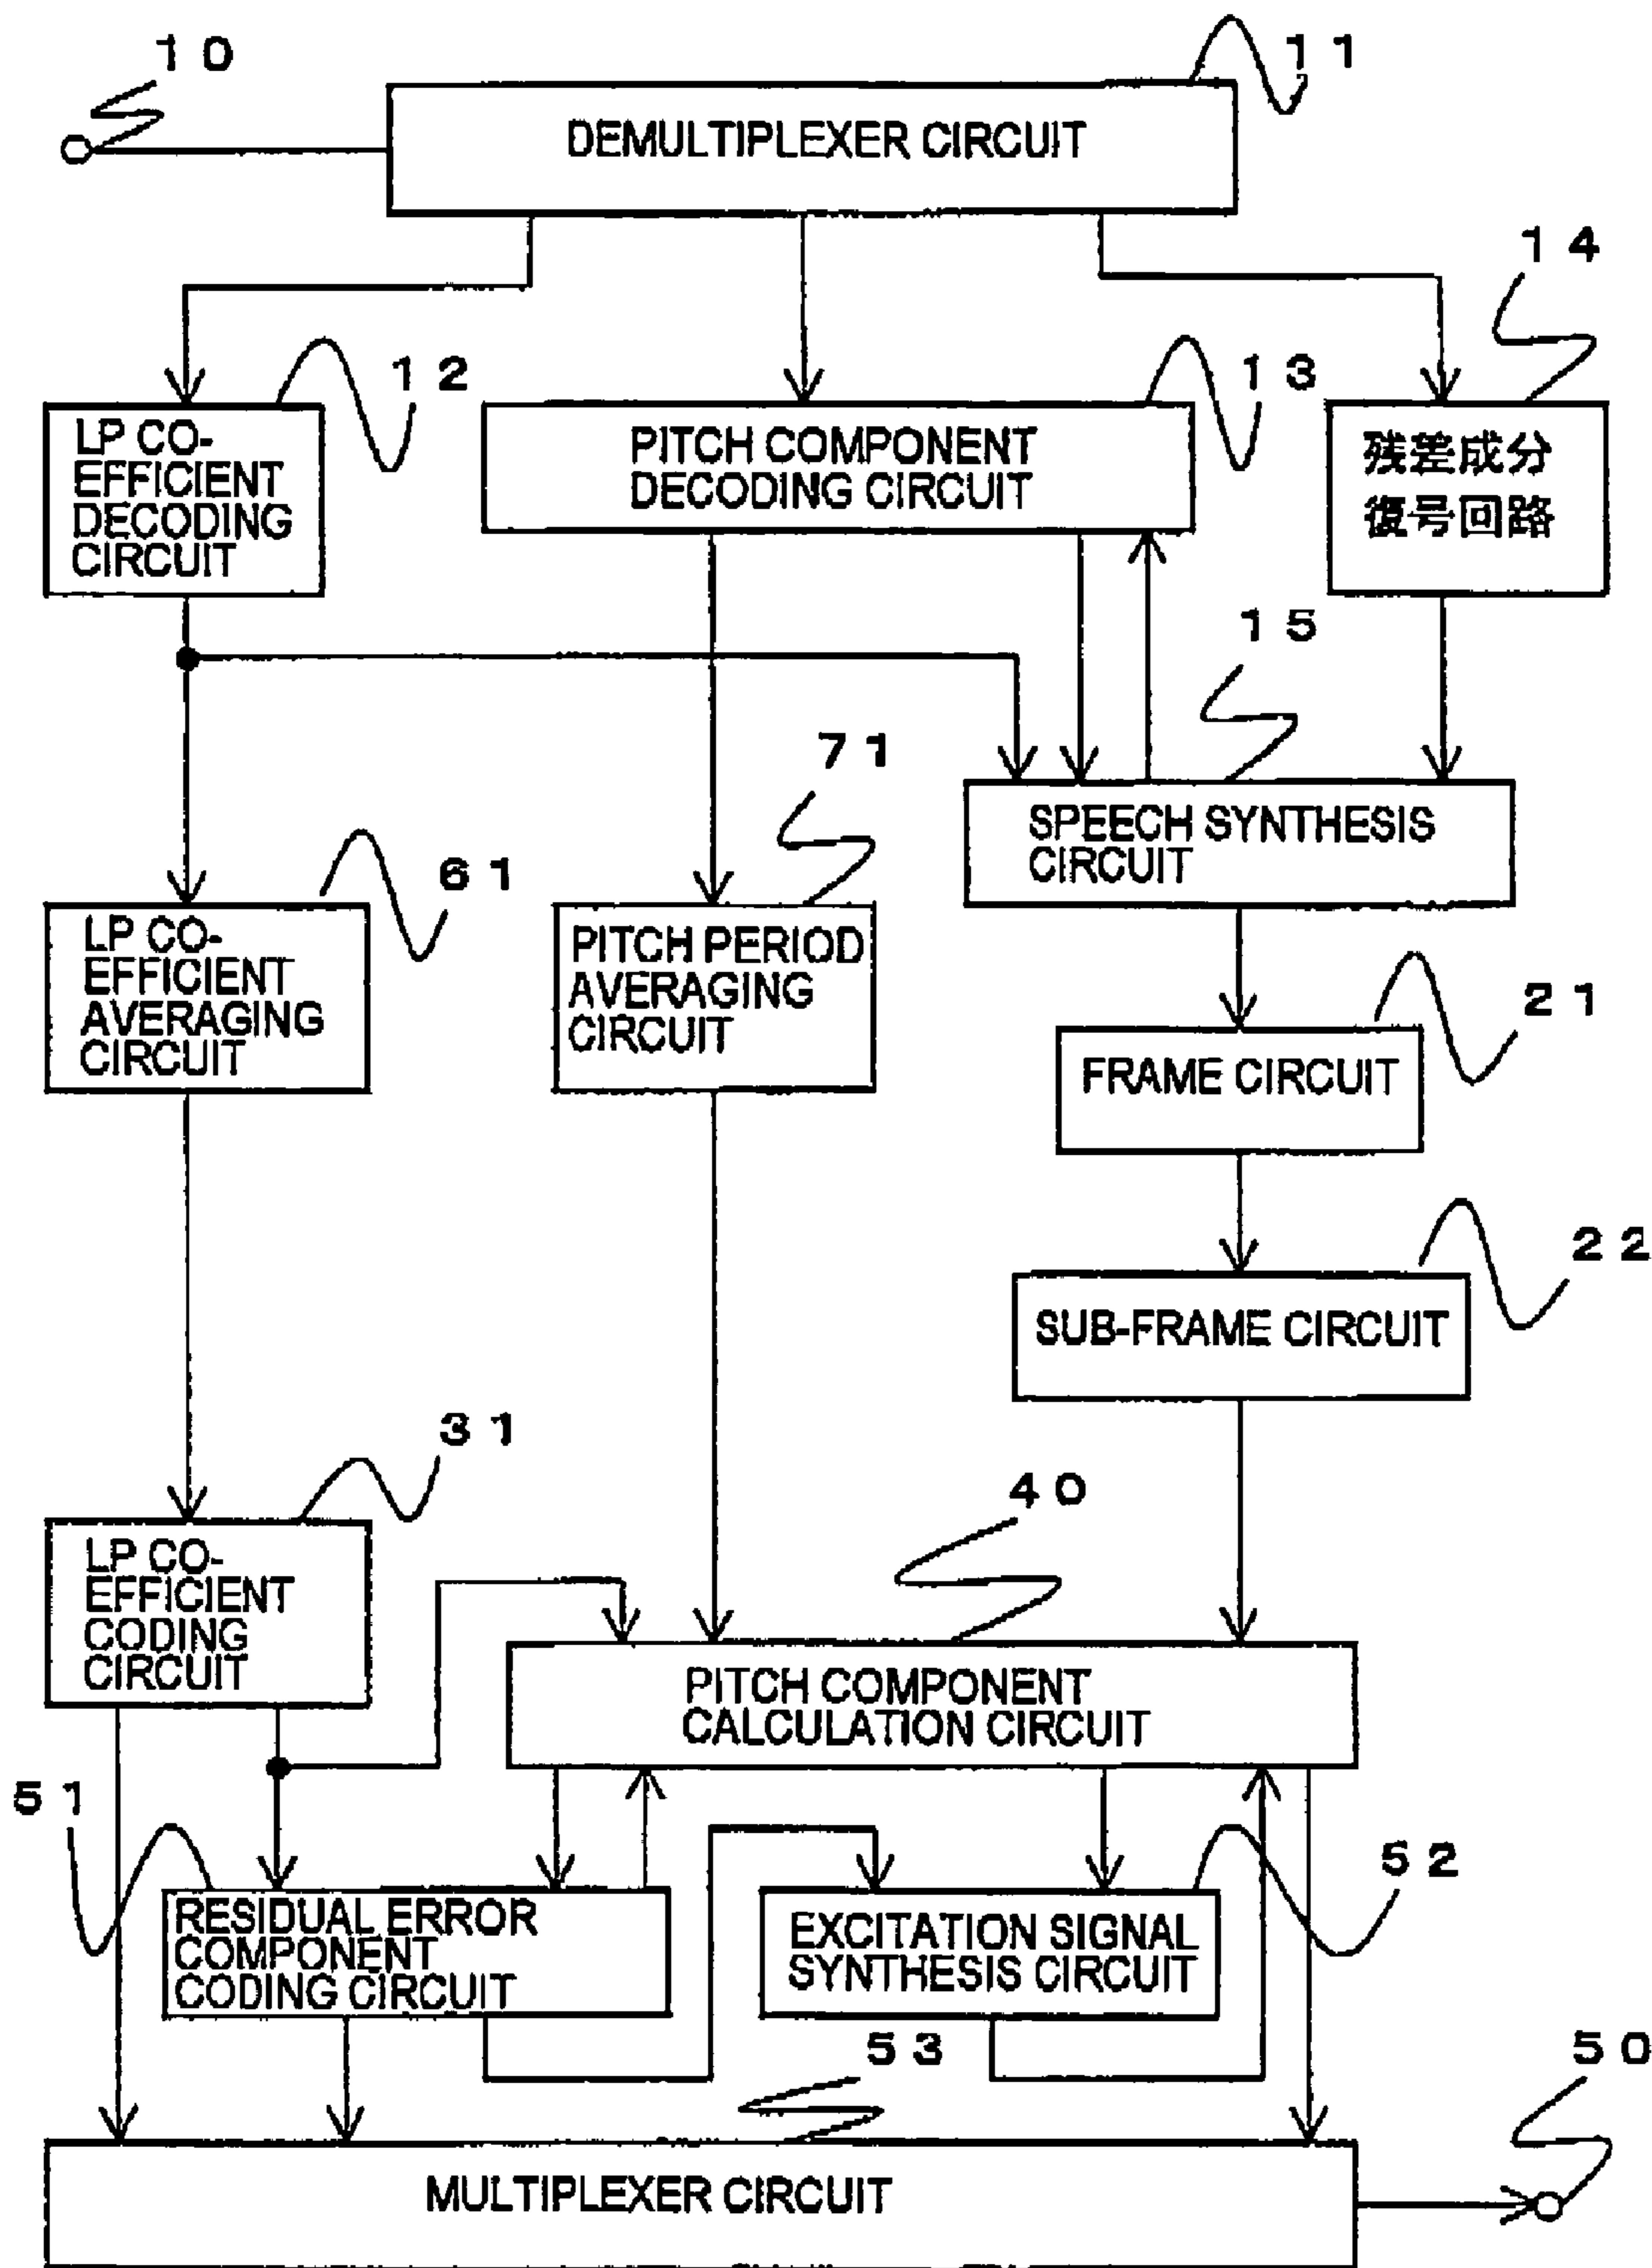 10
11
DEMULTIPLEXER CIRCUIT
14
12
13
LP CO-
EFFICIENT
DECODING
CIRCUIT
PITCH COMPONENT
DECODING CIRCUIT
残差成分
復号回路
15
71
SPEECH SYNTHESIS
CIRCUIT
61
LP CO-
EFFICIENT
AVERAGING
CIRCUIT
PITCH PERIOD
AVERAGING
CIRCUIT
21
FRAME CIRCUIT
22
SUB-FRAME CIRCUIT
31
40
LP CO-
EFFICIENT
CODING
CIRCUIT
PITCH COMPONENT
CALCULATION CIRCUIT
51
52
RESIDUAL ERROR
COMPONENT
CODING CIRCUIT
EXCITATION SIGNAL
SYNTHESIS CIRCUIT
53
50
MULTIPLEXER CIRCUIT